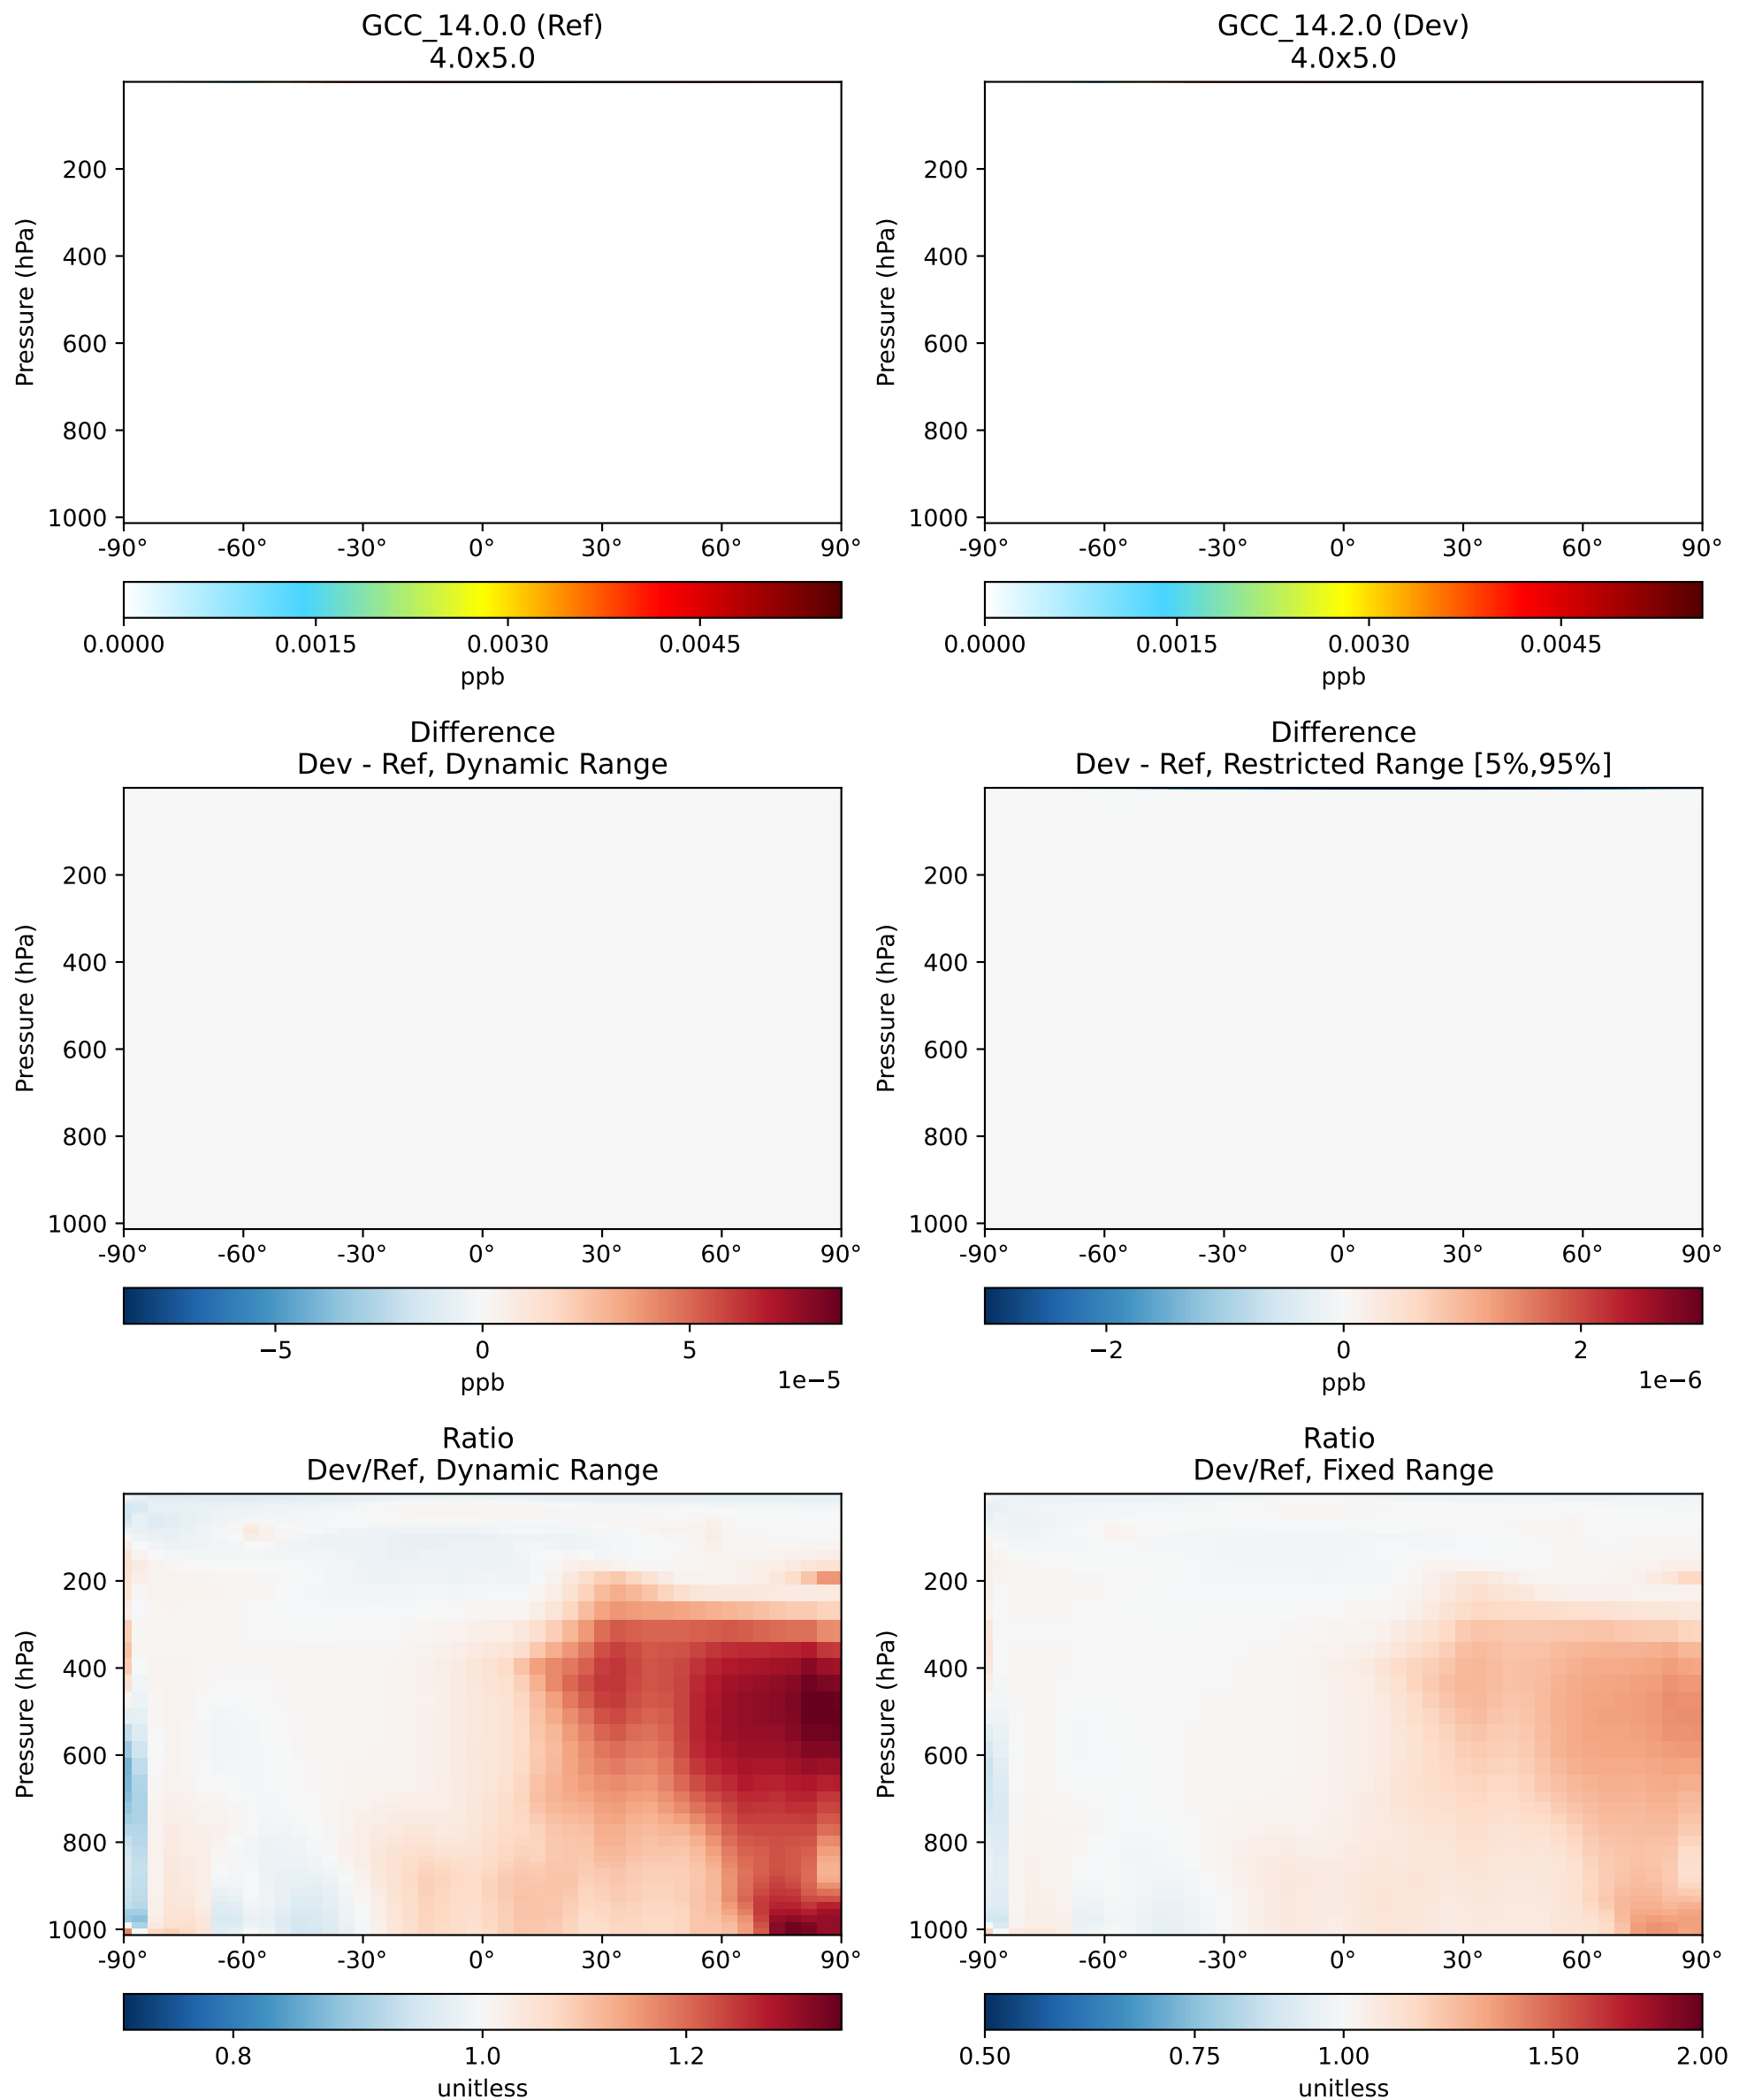 GCC_14.0.0 (Ref)
4.0x5.0
Pressure (hPa)
200
400
600
800
1000
-90° -60° -30° 0° 30° 60° 90°
0.0000 0.0015 0.0030 0.0045
ppb
GCC_14.2.0 (Dev)
4.0x5.0
Pressure (hPa)
200
400
600
800
1000
-90° -60° -30° 0° 30° 60° 90°
0.0000 0.0015 0.0030 0.0045
ppb
Difference
Dev - Ref, Dynamic Range
Pressure (hPa)
200
400
600
800
1000
-90° -60° -30° 0° 30° 60° 90°
−5 0 5
ppb
1e−5
Difference
Dev - Ref, Restricted Range [5%,95%]
Pressure (hPa)
200
400
600
800
1000
-90° -60° -30° 0° 30° 60° 90°
−2 0 2
ppb
1e−6
Ratio
Dev/Ref, Dynamic Range
Pressure (hPa)
200
400
600
800
1000
-90° -60° -30° 0° 30° 60° 90°
0.8 1.0 1.2
unitless
Ratio
Dev/Ref, Fixed Range
Pressure (hPa)
200
400
600
800
1000
-90° -60° -30° 0° 30° 60° 90°
0.50 0.75 1.00 1.50 2.00
unitless